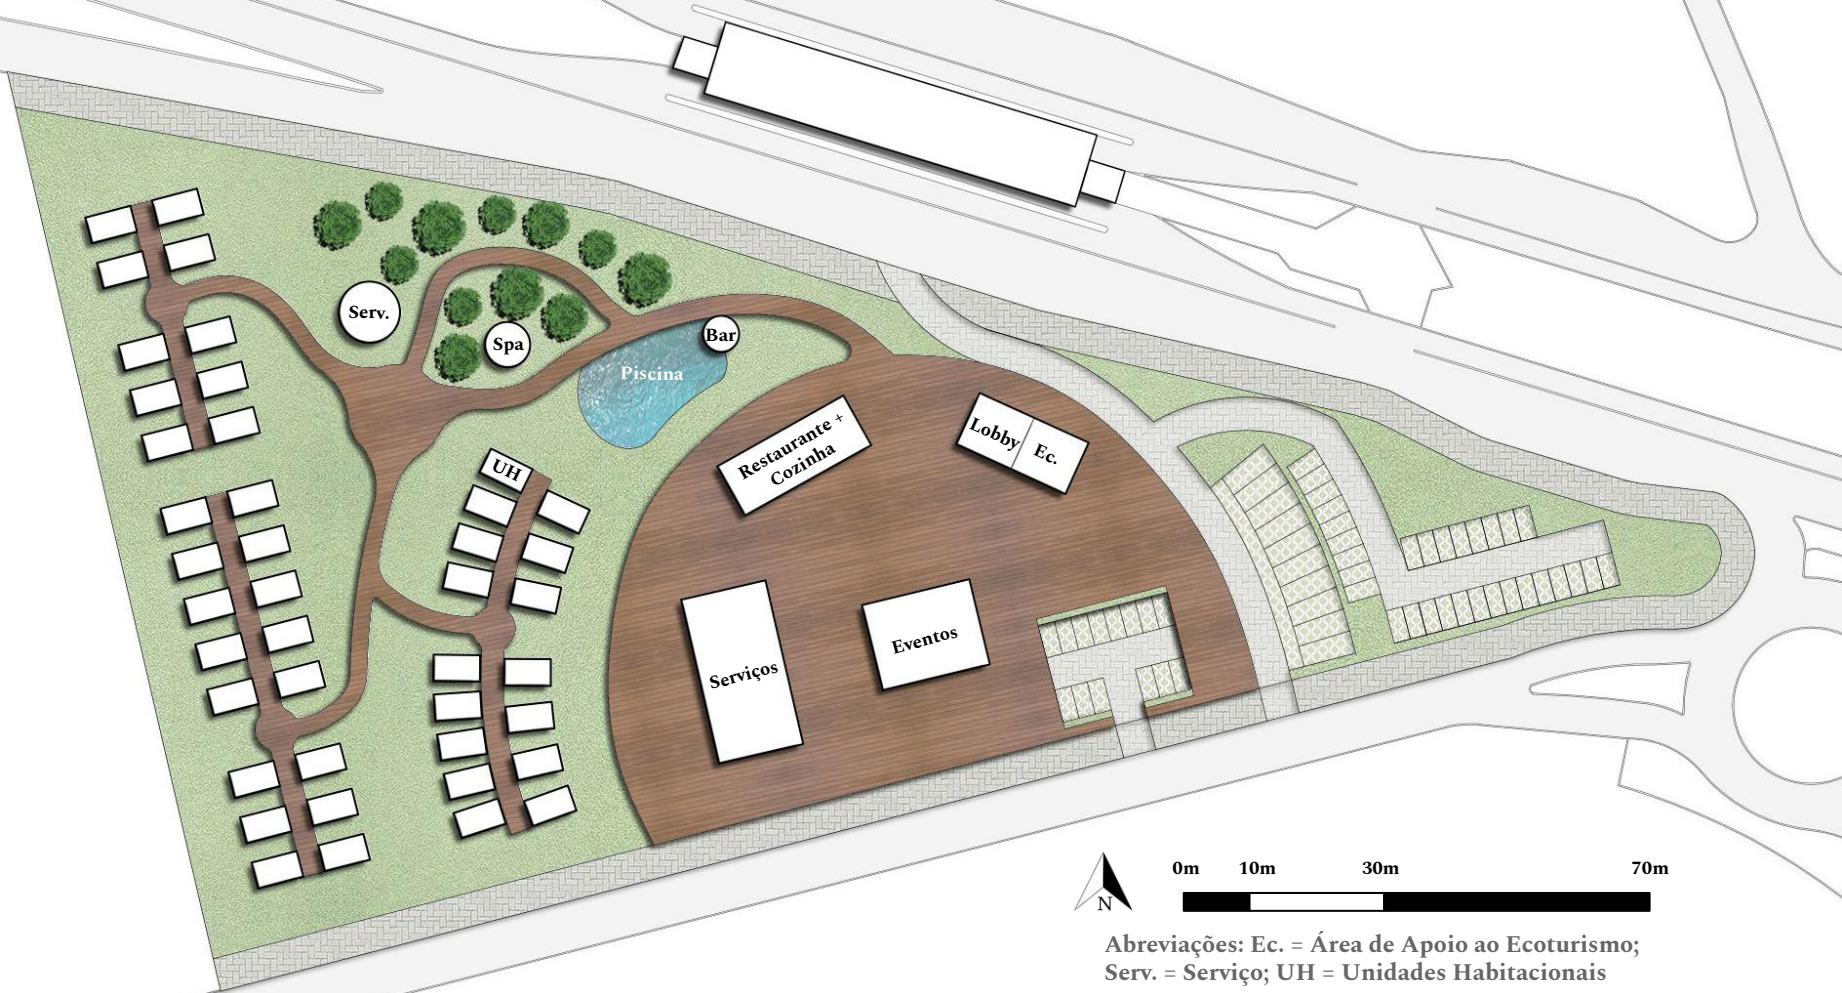 Serv.
Spa
Bar
Piscina
UH
Restaurante +
Cozinha
Lobby
Ec.
Serviços
Eventos
N
0m 10m 30m 70m
Abreviações: Ec. = Área de Apoio ao Ecoturismo;
Serv. = Serviço; UH = Unidades Habitacionais